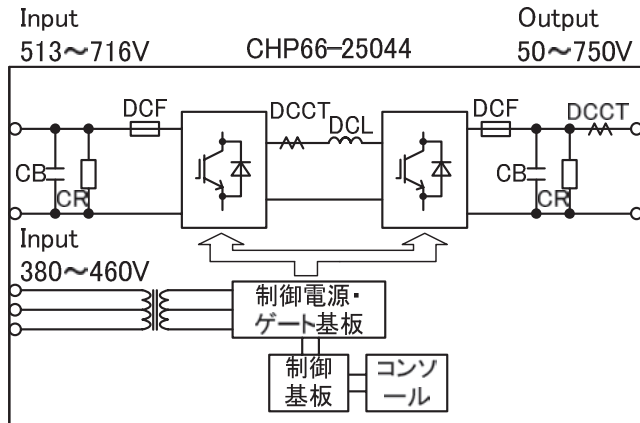 Input
513～716V
CHP66-25044
Output
50～750V
DCF
DCCT
DCL
DCF
DCCT
CB
CR
CB
CR
Input
380～460V
制御電源・
ゲート基板
制御
基板
コンソ
ール